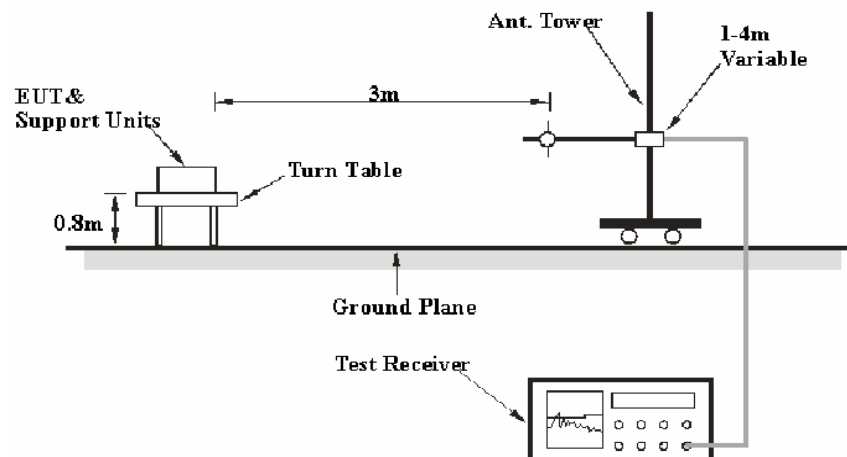 Ant. Tower
1-4m
Variable
3m
EUT&
Support Units
Turn Table
0.8m
Ground Plane
Test Receiver